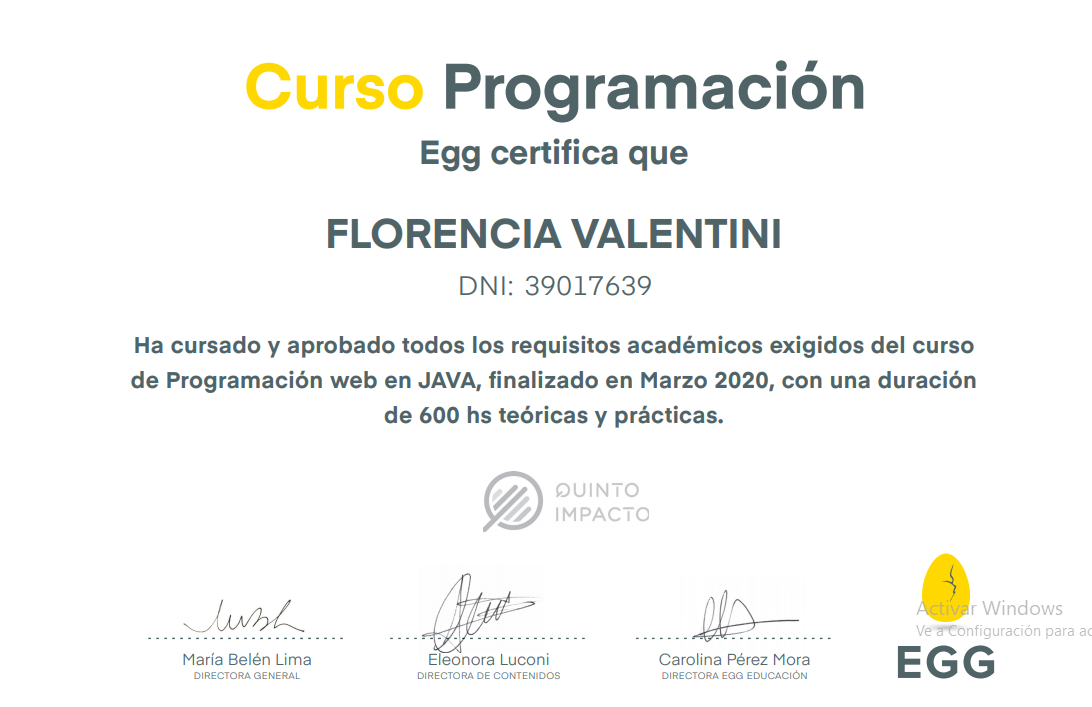 Curso Programación
Egg certifica que
FLORENCIA VALENTINI
DNI: 39017639
Ha cursado y aprobado todos los requisitos académicos exigidos del curso
de Programación web en JAVA, finalizado en Marzo 2020, con una duración
de 600 hs teóricas y prácticas.
QUINTO
IMPACTO
María Belén Lima
DIRECTORA GENERAL
Eleonora Luconi
DIRECTORA DE CONTENIDOS
Carolina Pérez Mora
DIRECTORA EGG EDUCACIÓN
Activar Windows
Ve a Configuración para
EGG